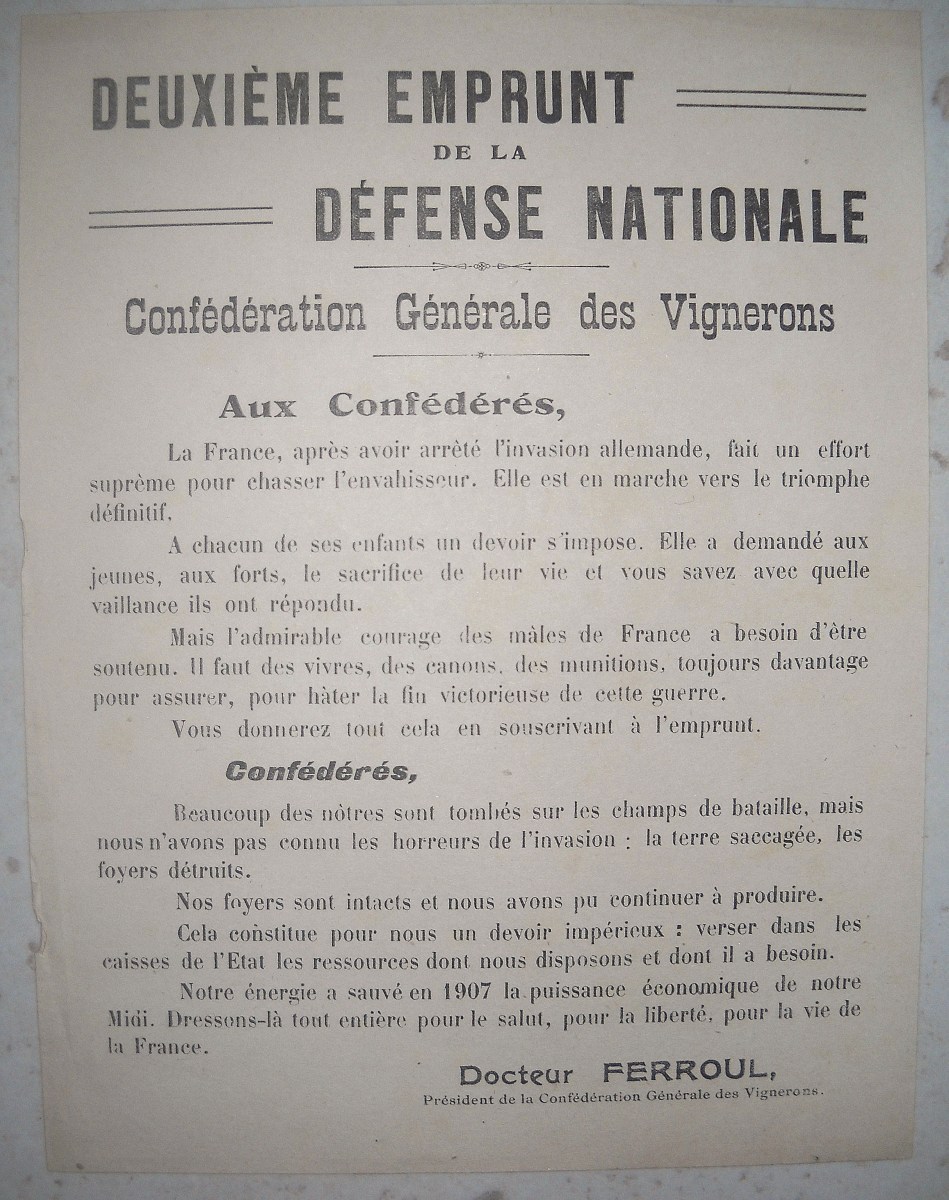 DEUXIÈME EMPRUNT
DE LA
DÉFENSE NATIONALE
Confédération Générale des Vignerons
Aux Confédérés,
La France, après avoir arrêté l'invasion allemande, fait un effort
suprême pour chasser l'envahisseur. Elle est en marche vers le triomphe
définitif.
A chacun de ses enfants un devoir s'impose. Elle a demandé aux
jeunes, aux forts, le sacrifice de leur vie et vous savez avec quelle
vaillance ils ont répondu.
Mais l'admirable courage des mâles de France a besoin d'être
soutenu. Il faut des vivres, des canons, des munitions, toujours davantage
pour assurer, pour hâter la fin victorieuse de cette guerre.
Vous donnerez tout cela en souscrivant à l'emprunt.
Confédérés,
Beaucoup des nôtres sont tombés sur les champs de bataille, mais
nous n'avons pas connu les horreurs de l'invasion : la terre saccagée, les
foyers détruits.
Nos foyers sont intacts et nous avons pu continuer à produire.
Cela constitue pour nous un devoir impérieux : verser dans les
caisses de l'Etat les ressources dont nous disposons et dont il a besoin.
Notre énergie a sauvé en 1907 la puissance économique de notre
Midi. Dressons-là tout entière pour le salut, pour la liberté, pour la vie de
la France.
Docteur FERROUL,
Président de la Confédération Générale des Vignerons.